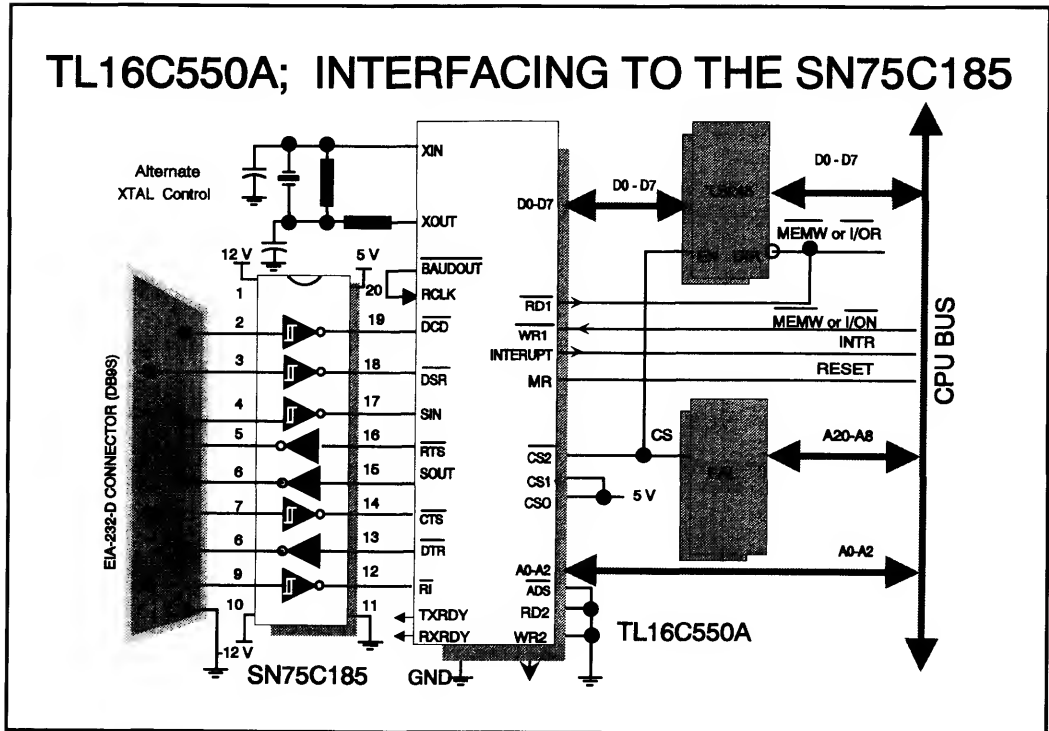 TL16C550A; INTERFACING TO THE SN75C185
Alternate
XTAL Control
XIN
XOUT
BAUDOUT
RCLK
12 V
5 V
1
20
2
19
DCD
3
18
DSR
4
17
SIN
5
16
RTS
6
15
SOUT
7
14
CTS
6
13
DTR
9
12
RI
10
11
TXRDY
RXRDY
-12 V
SN75C185
GND
EIA-232-D CONNECTOR (DB9S)
D0-D7
D0 - D7
D0 - D7
MEMW or I/OR
EN
DIR
RD1
WR1
MEMW or I/ON
INTERUPT
INTR
MR
RESET
CS2
CS
CS1
CSO
5 V
A20-A8
PAL
A0-A2
A0-A2
ADS
RD2
WR2
TL16C550A
CPU BUS